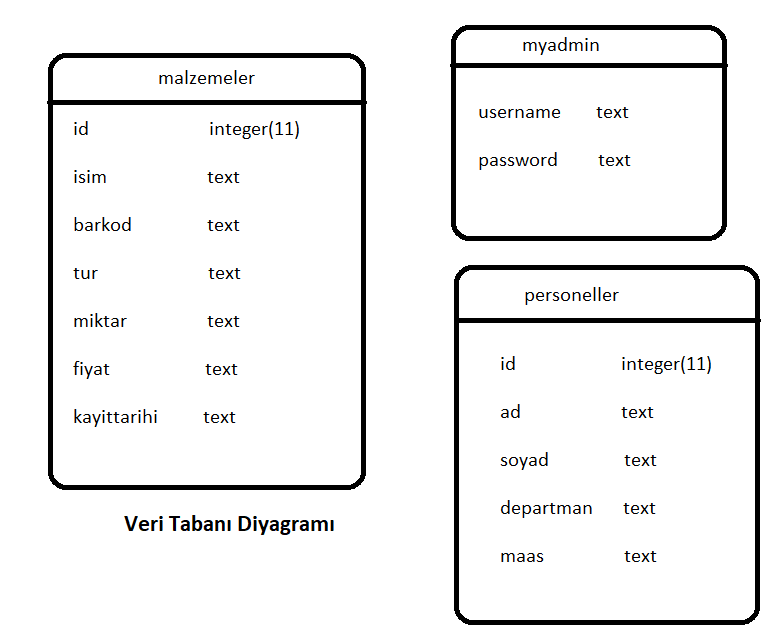 malzemeler
id integer(11)
isim text
barkod text
tur text
miktar text
fiyat text
kayittarihi text
Veri Tabanı Diyagramı
myadmin
username text
password text
personeller
id integer(11)
ad text
soyad text
departman text
maas text